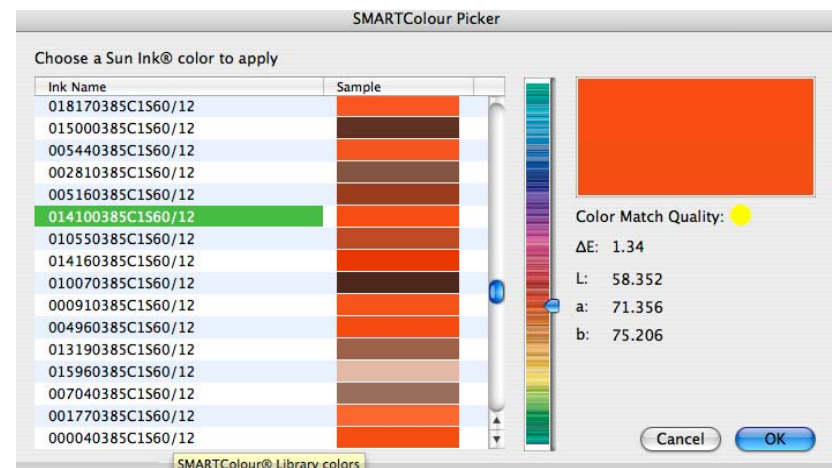 SMARTColour Picker
Choose a Sun Ink® color to apply
Ink Name Sample
018170385C1S60/12
015000385C1S60/12
005440385C1S60/12
002810385C1S60/12
005160385C1S60/12
014100385C1S60/12
010550385C1S60/12
014160385C1S60/12
010070385C1S60/12
000910385C1S60/12
004960385C1S60/12
013190385C1S60/12
015960385C1S60/12
007040385C1S60/12
001770385C1S60/12
000040385C1S60/12
SMARTColour® Library colors
Color Match Quality:
ΔE: 1.34
L: 58.352
a: 71.356
b: 75.206
Cancel OK